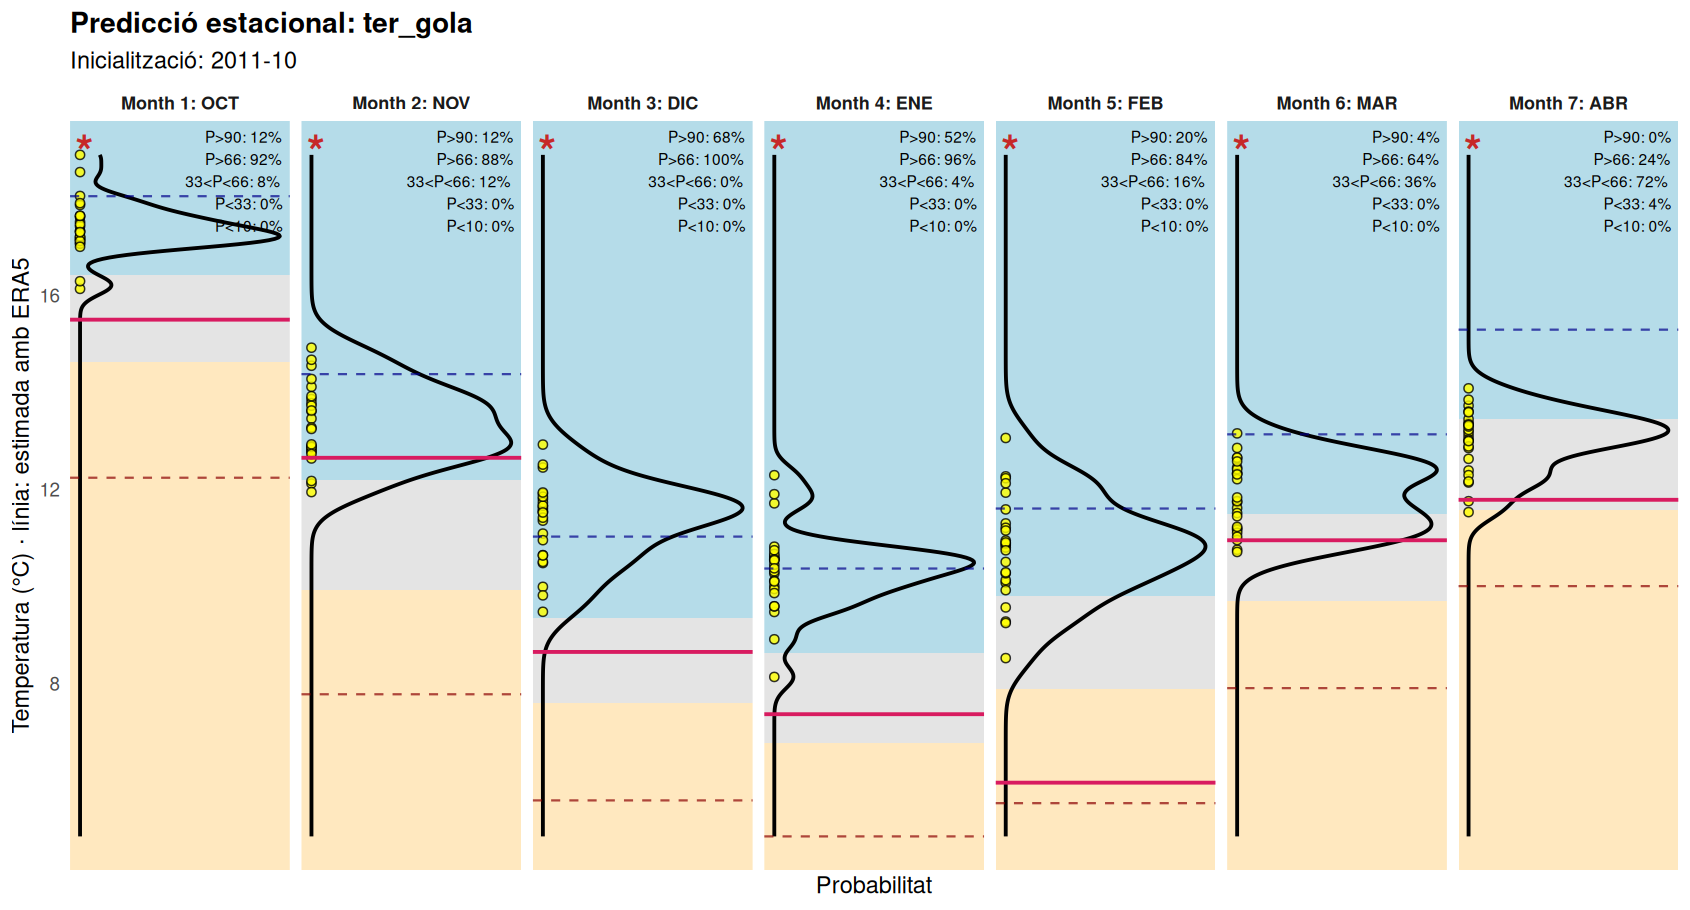 Predicció estacional: ter_gola
Inicialització: 2011-10
Month 1: OCT
Month 2: NOV
Month 3: DIC
Month 4: ENE
Month 5: FEB
Month 6: MAR
Month 7: ABR
*
P>90: 12%
P>66: 92%
33<P<66: 8%
P<33: 0%
P<10: 0%
*
P>90: 12%
P>66: 88%
33<P<66: 12%
P<33: 0%
P<10: 0%
*
P>90: 68%
P>66: 100%
33<P<66: 0%
P<33: 0%
P<10: 0%
*
P>90: 52%
P>66: 96%
33<P<66: 4%
P<33: 0%
P<10: 0%
*
P>90: 20%
P>66: 84%
33<P<66: 16%
P<33: 0%
P<10: 0%
*
P>90: 4%
P>66: 64%
33<P<66: 36%
P<33: 0%
P<10: 0%
*
P>90: 0%
P>66: 24%
33<P<66: 72%
P<33: 4%
P<10: 0%
16
12
8
Temperatura (°C) · línia: estimada amb ERA5
Probabilitat